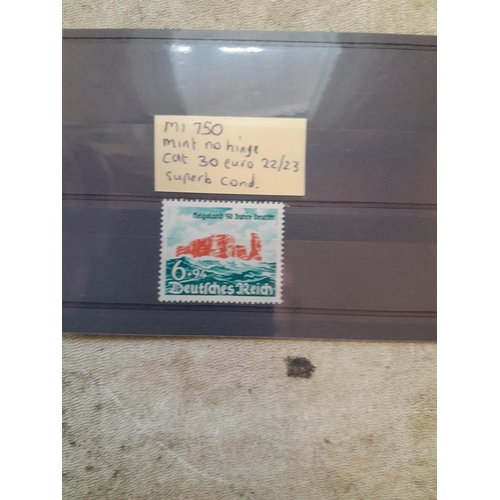 MI 750
mint no hinge
cat 30 euro 22/23
superb cond.
Helgoland 50 Jahre deutsch
6+94
Deutsches Reich